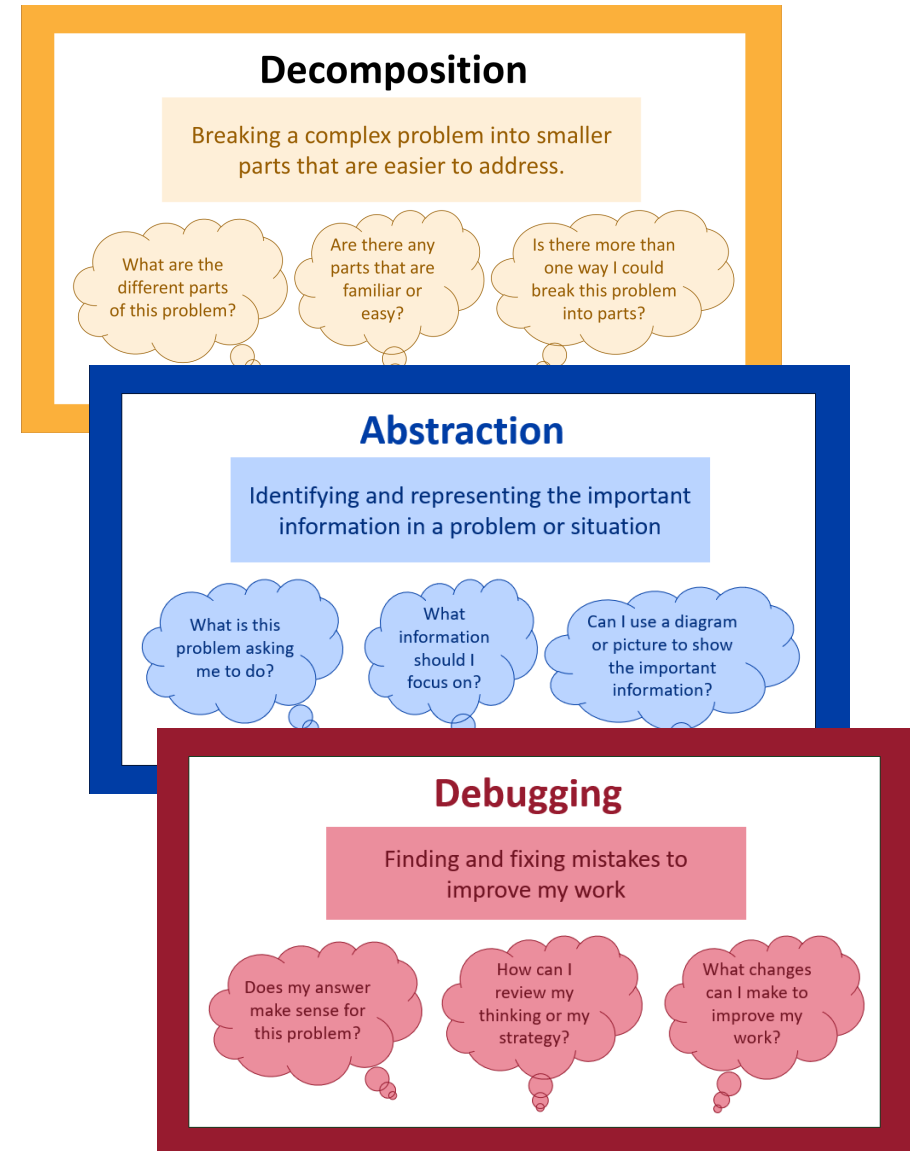 Decomposition
Breaking a complex problem into smaller
parts that are easier to address.
What are the
different parts
of this problem?
Are there any
parts that are
familiar or
easy?
Is there more than
one way I could
break this problem
into parts?
Abstraction
Identifying and representing the important
information in a problem or situation
What is this
problem asking
me to do?
What
information
should I
focus on?
Can I use a diagram
or picture to show
the important
information?
Debugging
Finding and fixing mistakes to
improve my work
Does my answer
make sense for
this problem?
How can I
review my
thinking or my
strategy?
What changes
can I make to
improve my
work?